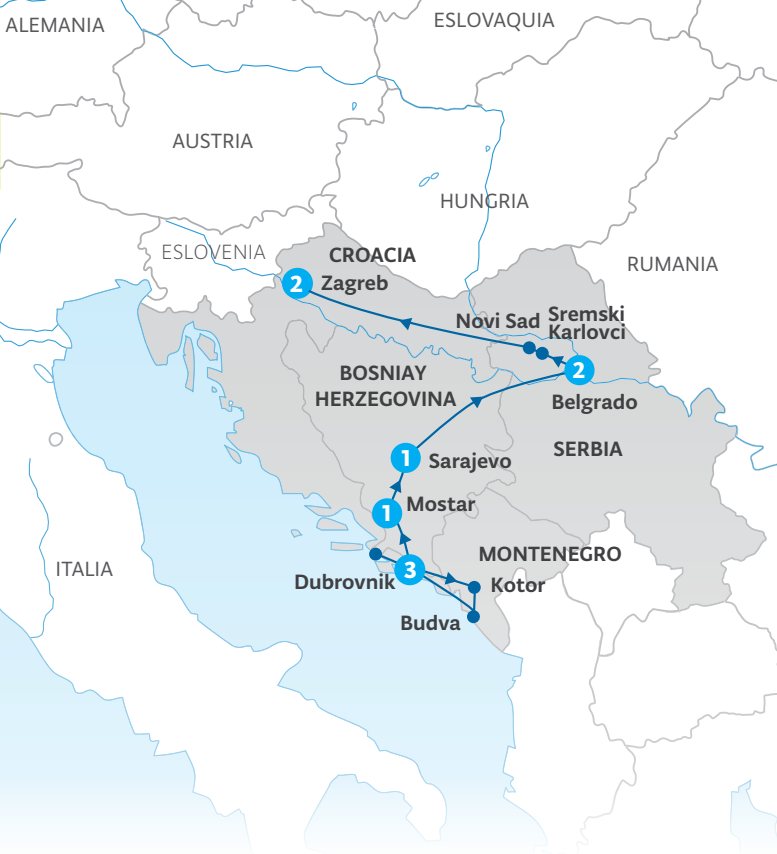 ALEMANIA
ESLOVAQUIA
AUSTRIA
HUNGRIA
ESLOVENIA
CROACIA
RUMANIA
2 Zagreb
Novi Sad
Sremski
Karlovci
BOSNIAY
HERZEGOVINA
2
Belgrado
SERBIA
1 Sarajevo
1 Mostar
MONTENEGRO
ITALIA
3
Dubrovnik
Kotor
Budva